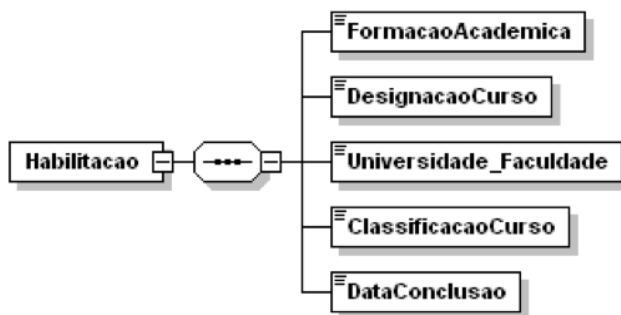 FormacaoAcademica
DesignacaoCurso
Habilitacao
Universidade_Faculdade
ClassificacaoCurso
DataConclusao